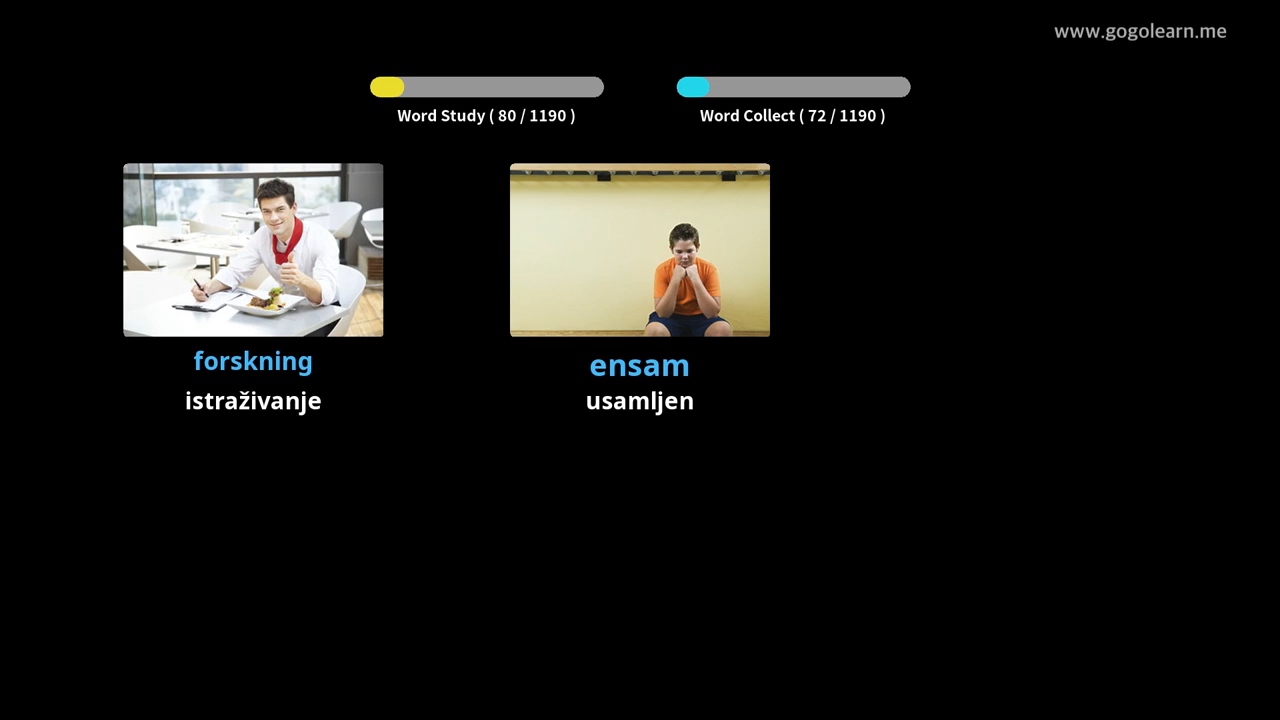 www.gogolearn.me
Word Study ( 80 / 1190 )
Word Collect ( 72 / 1190 )
forskning
istraživanje
ensam
usamljen